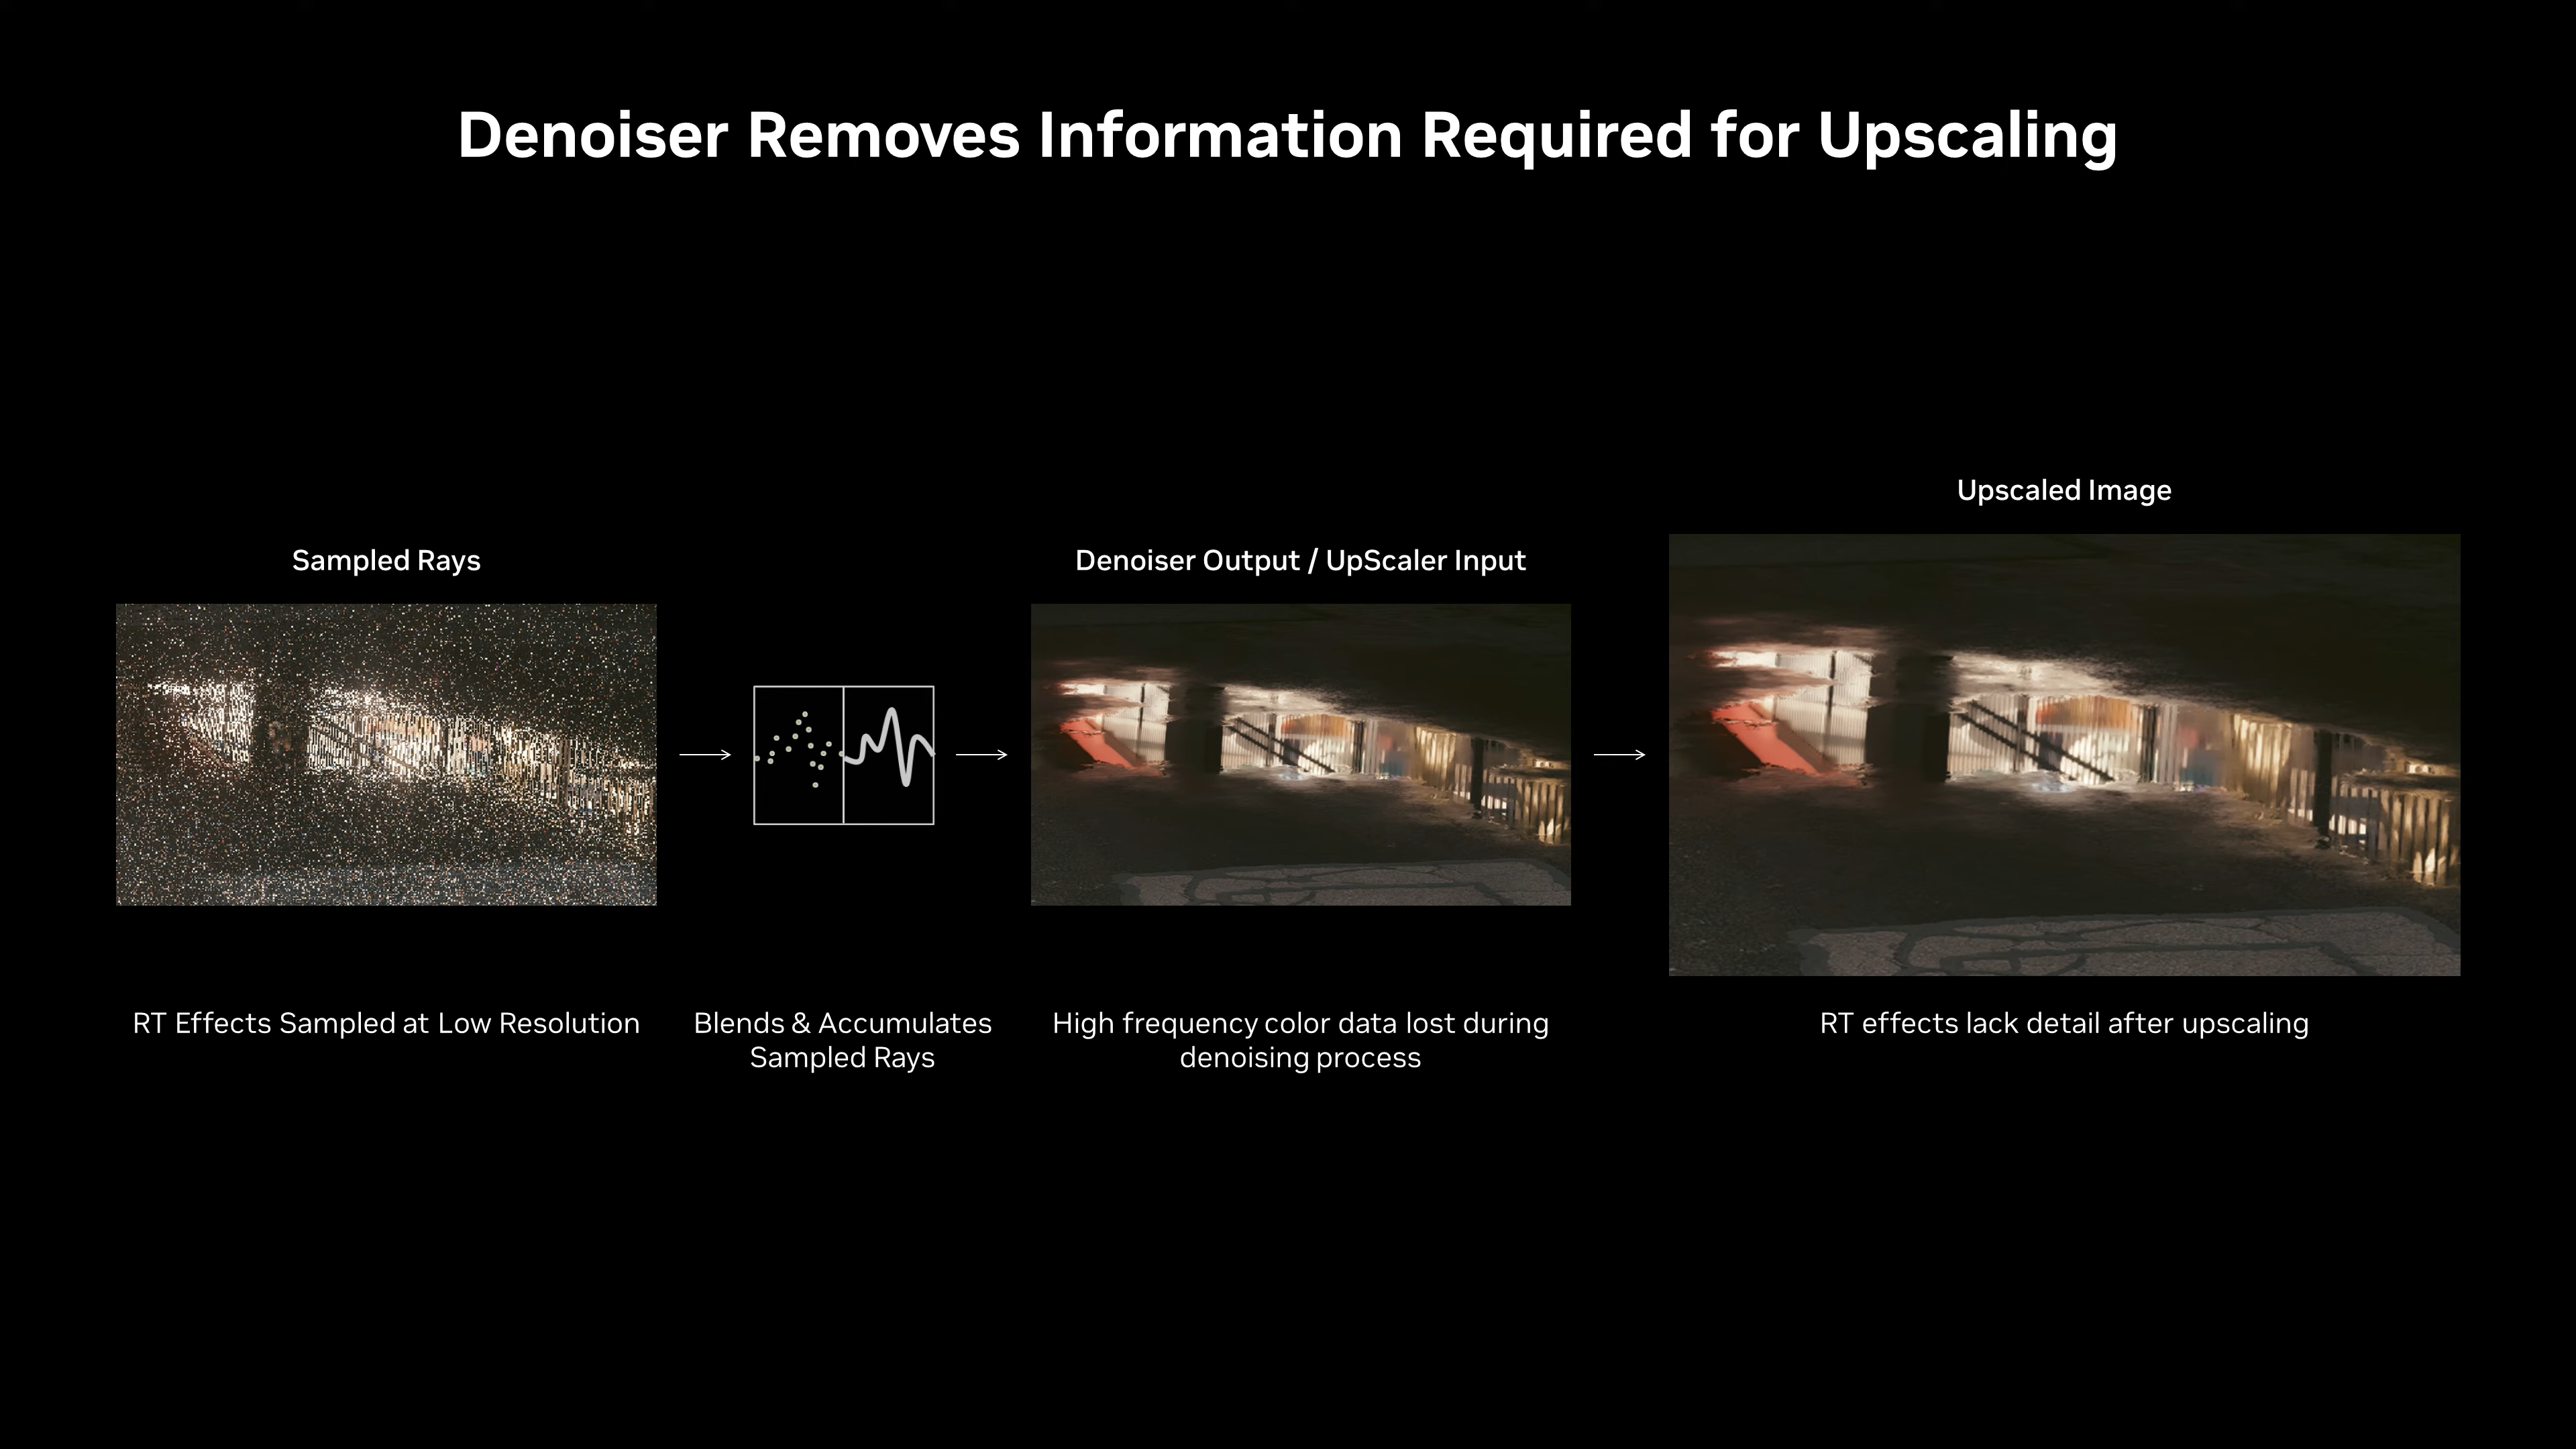 Denoiser Removes Information Required for Upscaling
Sampled Rays
RT Effects Sampled at Low Resolution
Blends & Accumulates
Sampled Rays
Denoiser Output / UpScaler Input
High frequency color data lost during
denoising process
Upscaled Image
RT effects lack detail after upscaling